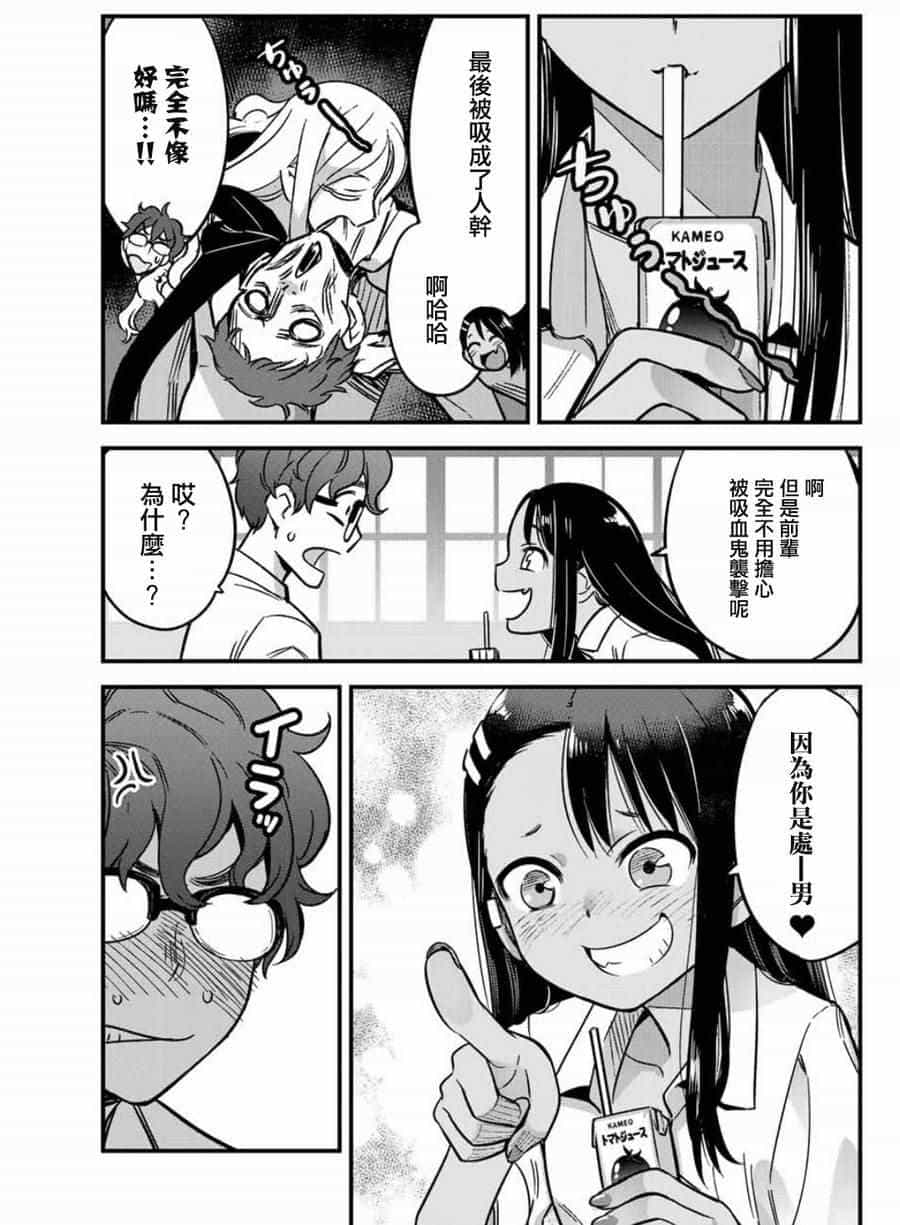 ちゅうっ
KAMEO
トマトジュース
最後被吸成了人幹
啊哈哈
ちゅうっ
完全不像
好嗎…!!
啊
但是前輩
完全不用擔心
被吸血鬼襲擊呢
哎？
為什麼…？
因為你是處—男♥
KAMEO
トマトジュース
イラッ